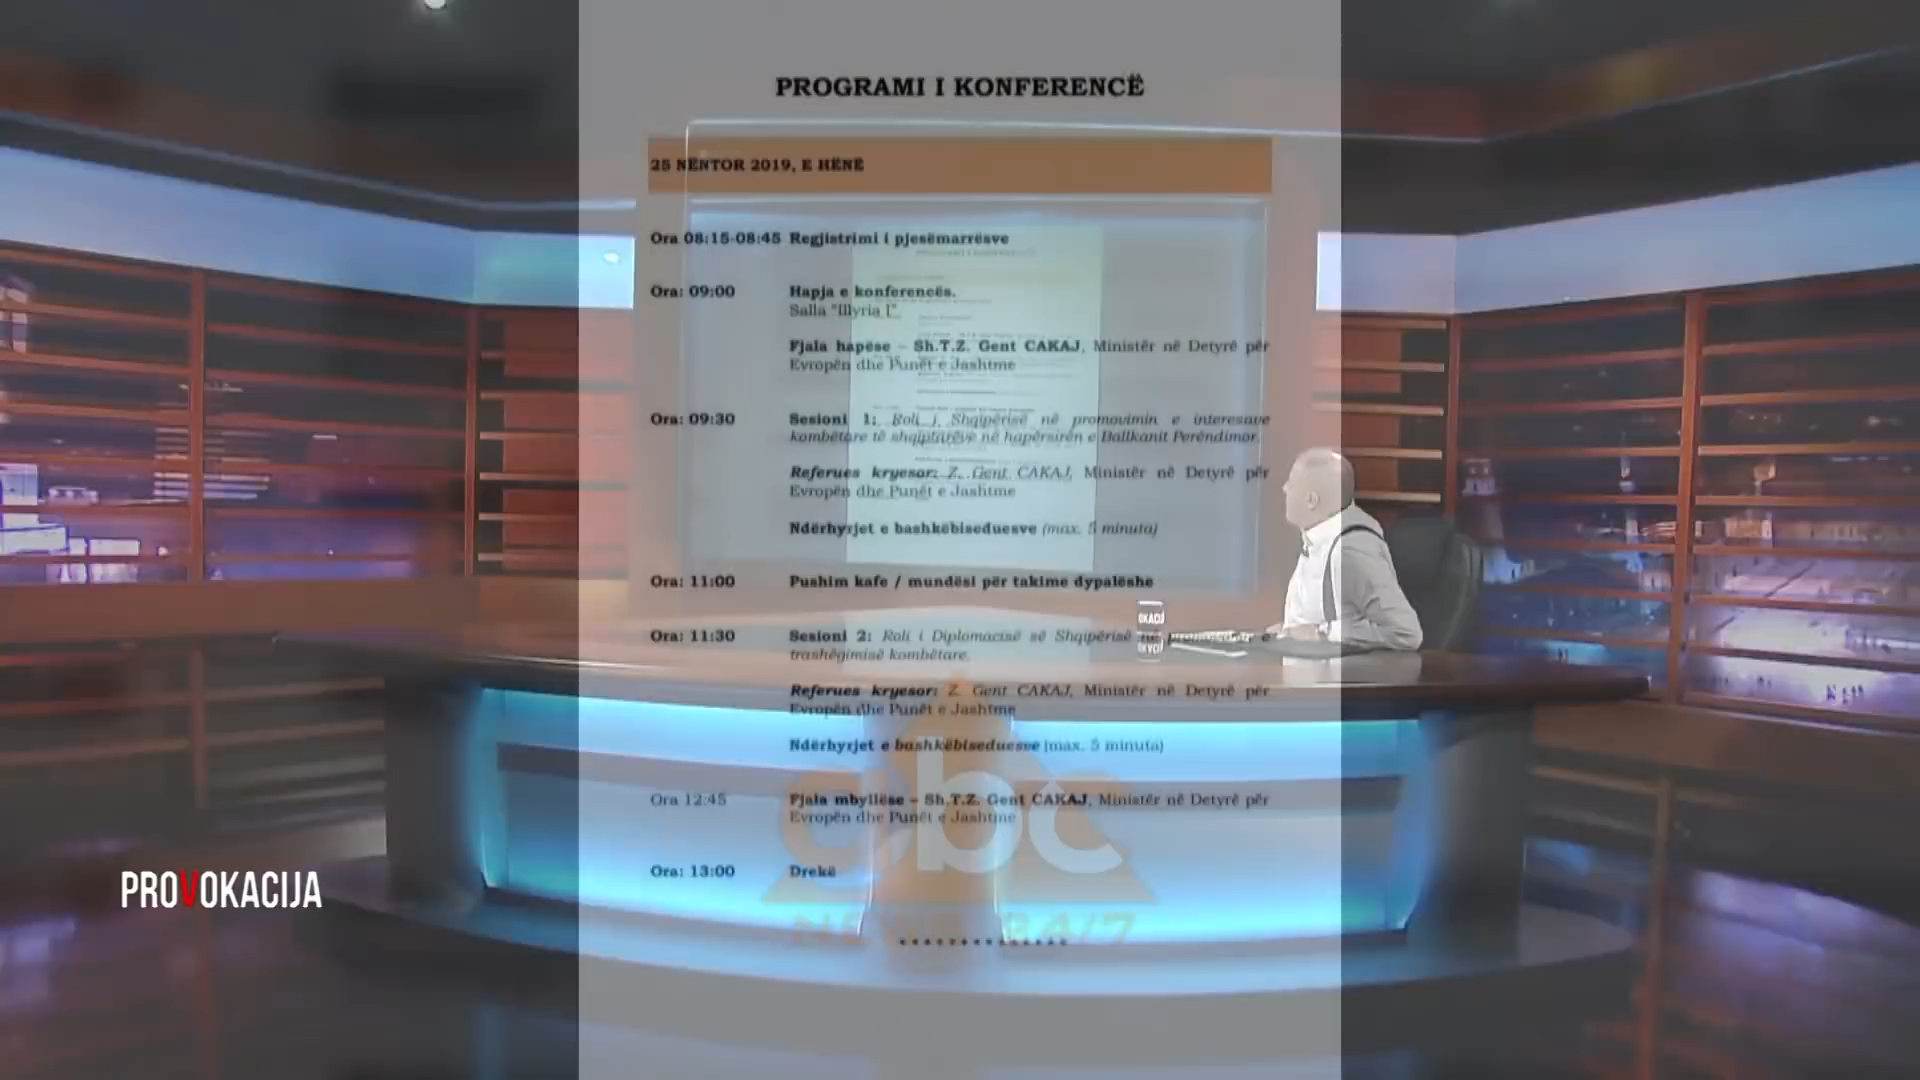 PROGRAMI I KONFERENCË
25 NËNTOR 2019, E HËNË
Ora 08:15-08:45 Regjistrimi i pjesëmarrësve
Ora: 09:00 Hapja e konferencës.
Salla "Illyria I"
Fjala hapëse – Sh.T.Z. Gent CAKAJ, Ministër në Detyrë për
Evropën dhe Punët e Jashtme
Ora: 09:30 Sesioni 1: Roli i Shqipërisë në promovimin e interesave
kombëtare të shqiptarëve në hapërsirën e Ballkanit Perëndimor.
Referues kryesor: Z. Gent CAKAJ, Ministër në Detyrë për
Evropën dhe Punët e Jashtme
Ndërhyrjet e bashkëbiseduesve (max. 5 minuta)
Ora: 11:00 Pushim kafe / mundësi për takime dypalëshe
Ora: 11:30 Sesioni 2: Roli i Diplomacisë së Shqipërisë në e
trashëgimisë kombëtare.
Referues kryesor: Z. Gent CAKAJ, Ministër në Detyrë për
Evropën dhe Punët e Jashtme
Ndërhyrjet e bashkëbiseduesve (max. 5 minuta)
Ora 12:45 Fjala mbyllëse – Sh.T.Z. Gent CAKAJ, Ministër në Detyrë për
Evropën dhe Punët e Jashtme
Ora: 13:00 Drekë
abc
NEWS 24/7
PROVOKACIJA